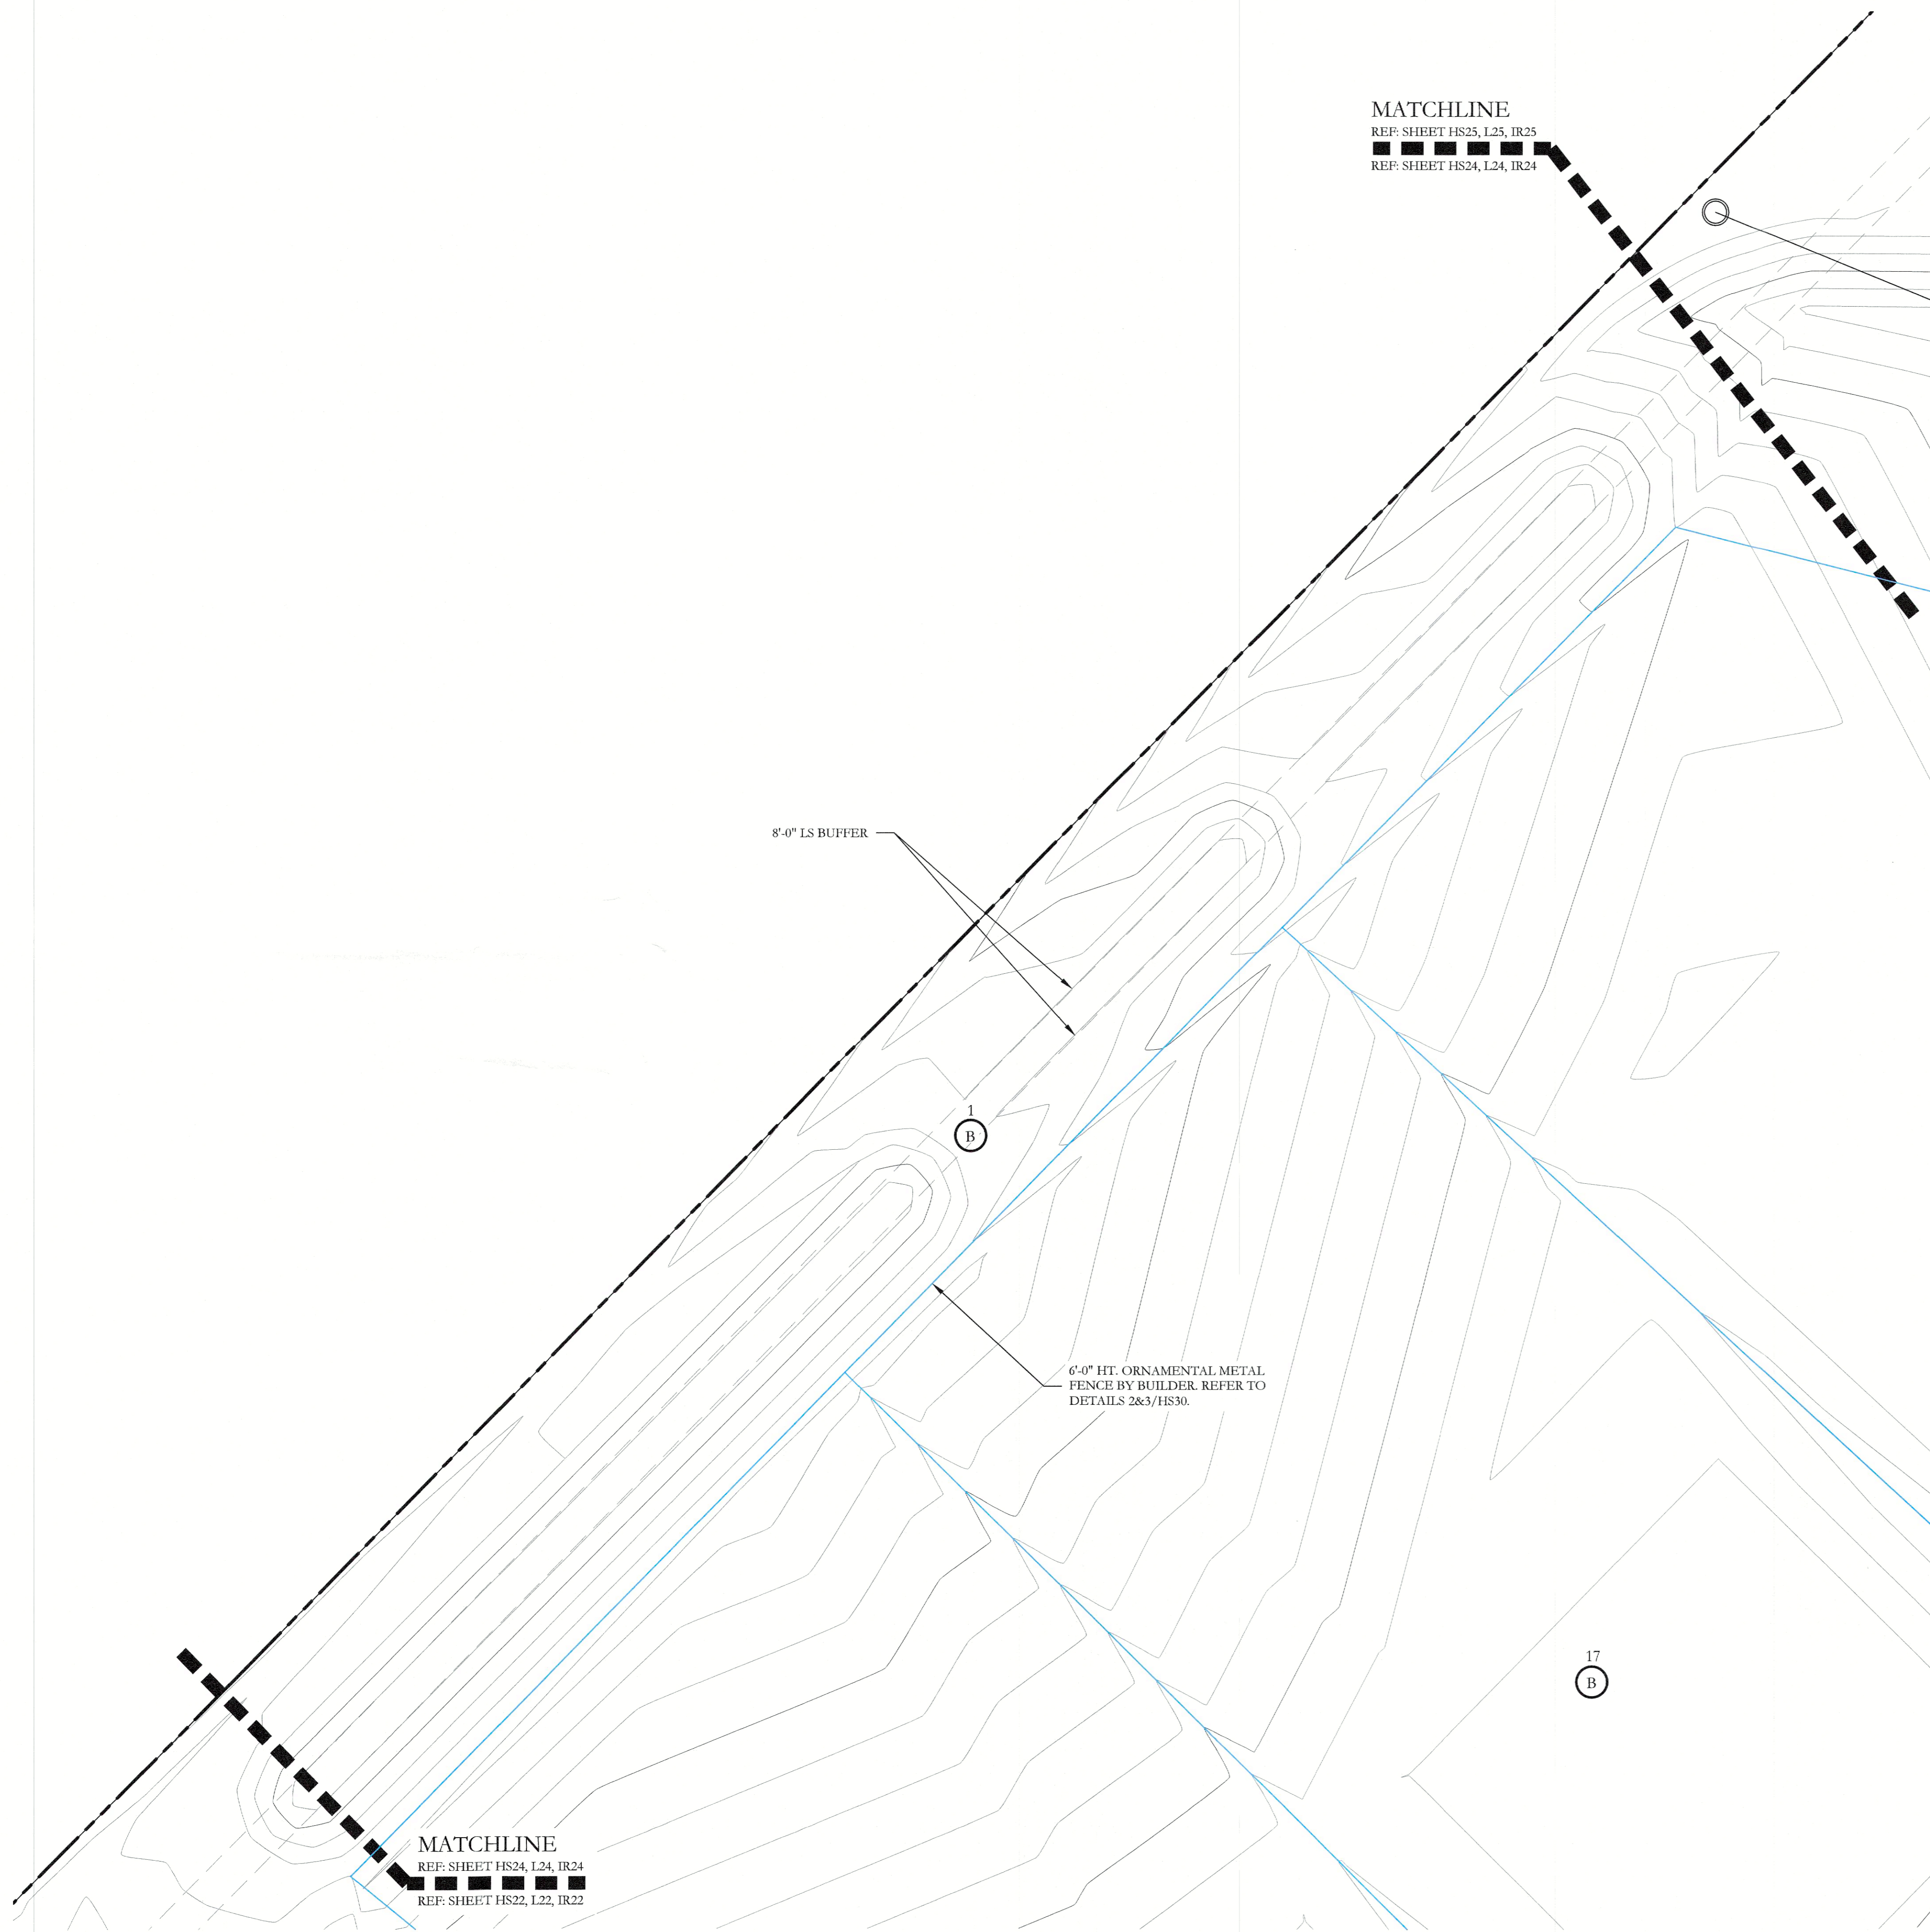 MATCHLINE
REF: SHEET HS25, L25, IR25
REF: SHEET HS24, L24, IR24
8'-0" LS BUFFER
1
B
6'-0" HT. ORNAMENTAL METAL
FENCE BY BUILDER. REFER TO
DETAILS 2&3/HS30.
17
B
MATCHLINE
REF: SHEET HS24, L24, IR24
REF: SHEET HS22, L22, IR22